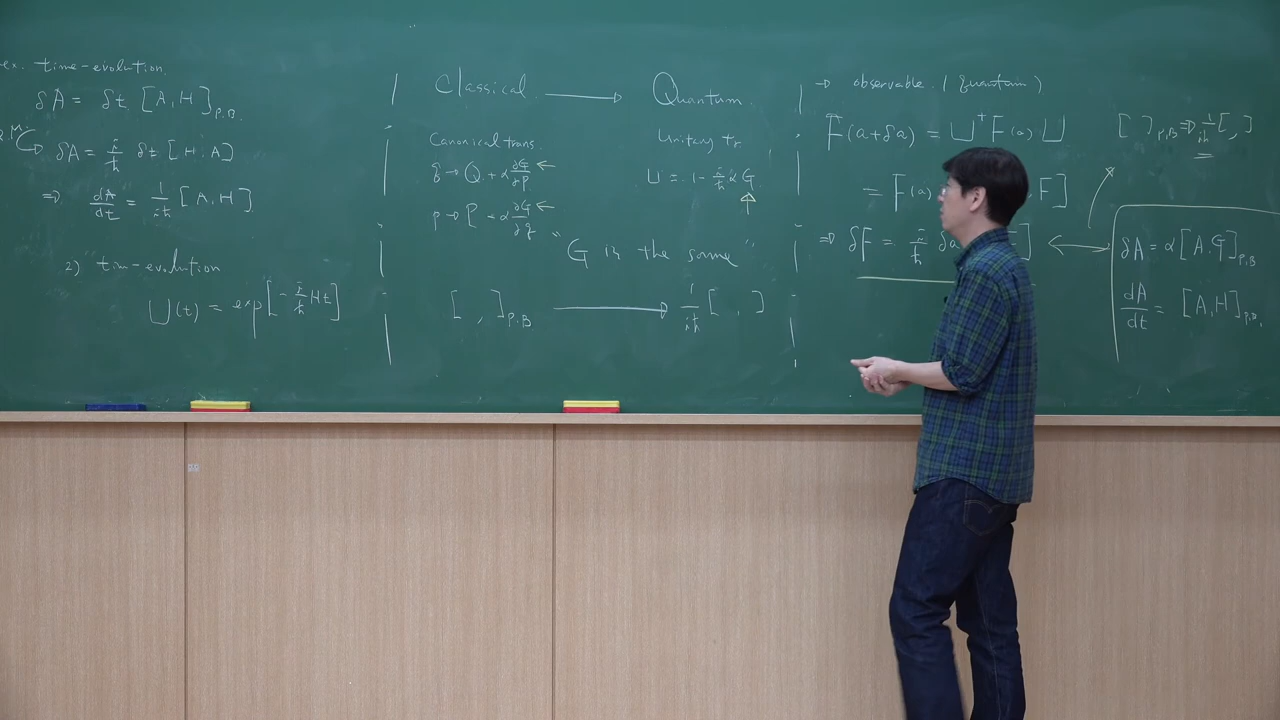 ex. time-evolution.
δA = δt [A,H]_{P.B.}
Q.M
δA = i/ħ δt [H, A]
⇒ dA/dt = 1/iħ [A,H].
2) "tim-evolution
U(t) = exp[-i/ħ Ht]
Classical → Quantum.
Canonical trans.
Unitary tr
q → Q + α ∂G/∂P ←
U = 1 - i/ħ α G.
p → P - α ∂G/∂q ←
"G is the same"
[ , ]_{P.B} → 1/iħ [ , ]
→ observable. (quantum)
F(a+δa) = U†F(a) U
= F(a) F]
⇒ δF = i/ħ δa ]
[ ]_{P.B} ⇒ 1/iħ [ , ]
δA = α[A,G]_{P.B}
dA/dt = [A,H]_{P.B.}